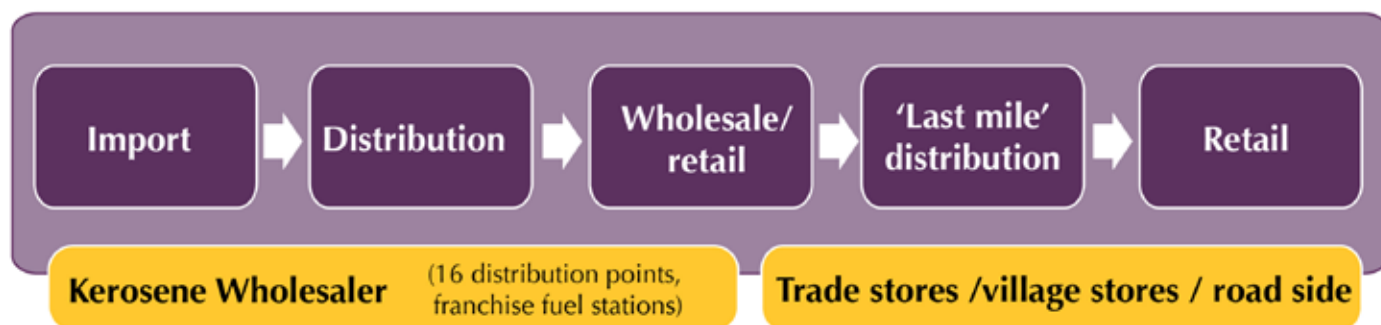 Import
Distribution
Wholesale/
retail
‘Last mile’
distribution
Retail
Kerosene Wholesaler
(16 distribution points,
franchise fuel stations)
Trade stores /village stores / road side